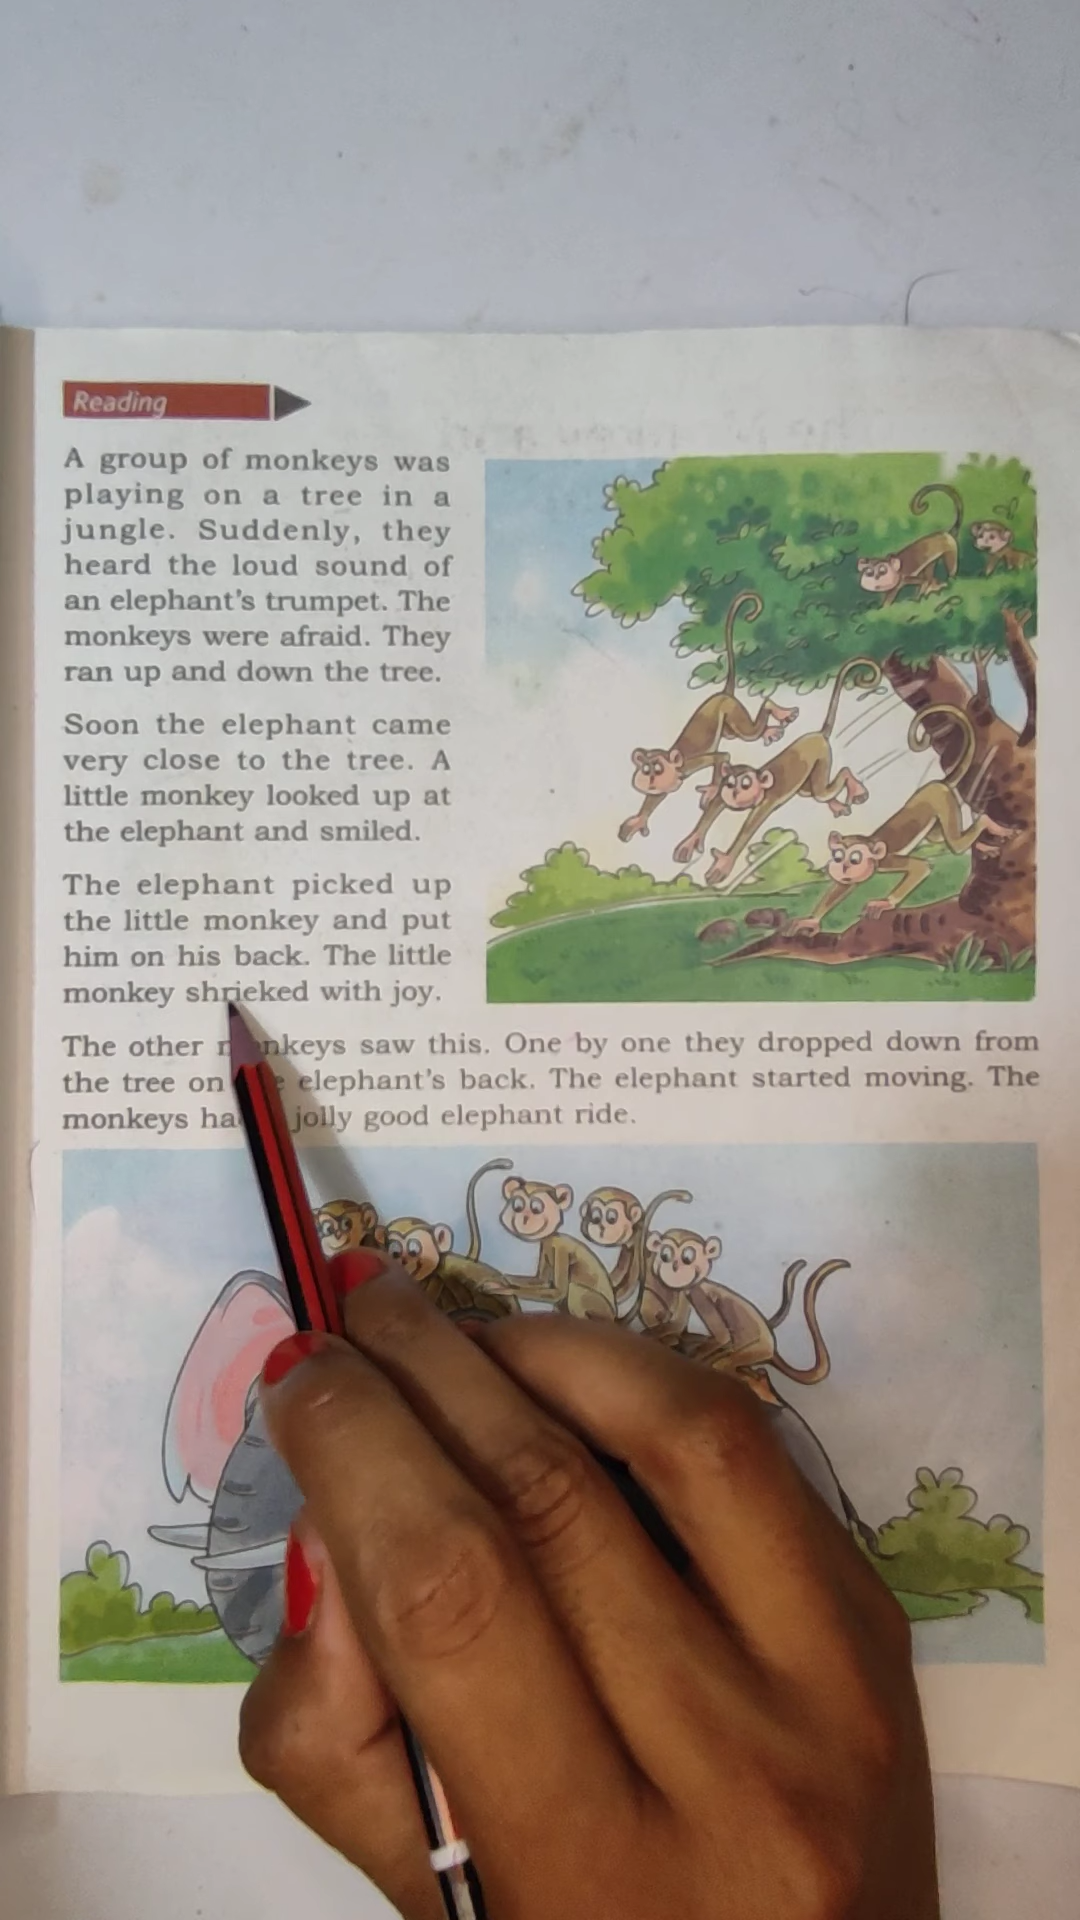 Reading
A group of monkeys was
playing on a tree in a
jungle. Suddenly, they
heard the loud sound of
an elephant's trumpet. The
monkeys were afraid. They
ran up and down the tree.
Soon the elephant came
very close to the tree. A
little monkey looked up at
the elephant and smiled.
The elephant picked up
the little monkey and put
him on his back. The little
monkey shrieked with joy.
The other monkeys saw this. One by one they dropped down from
the tree on elephant's back. The elephant started moving. The
monkeys jolly good elephant ride.